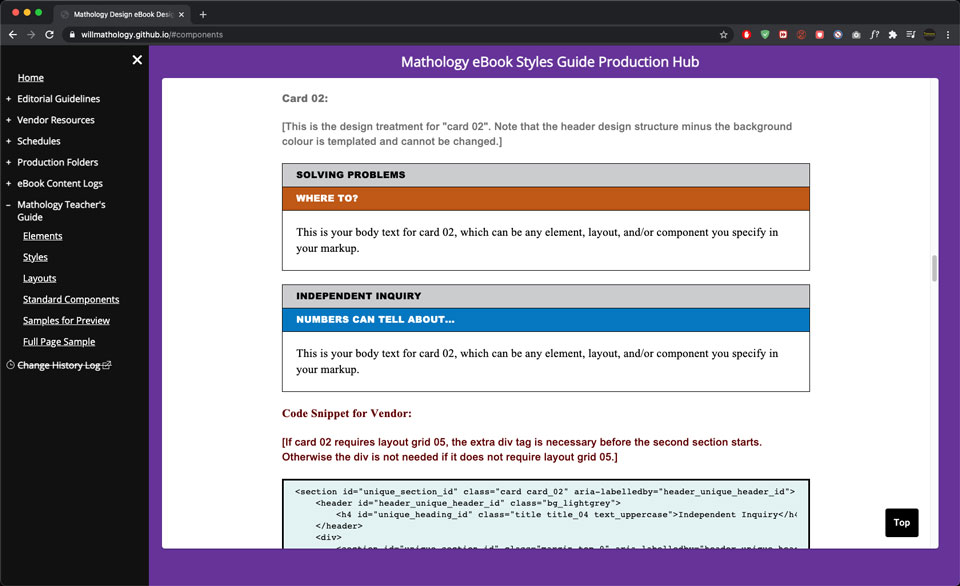 Mathology Design eBook Desig
willmathology.github.io/#components
Mathology eBook Styles Guide Production Hub
Home
+ Editorial Guidelines
+ Vendor Resources
+ Schedules
+ Production Folders
+ eBook Content Logs
– Mathology Teacher's
Guide
Elements
Styles
Layouts
Standard Components
Samples for Preview
Full Page Sample
Change History Log
Card 02:
[This is the design treatment for "card 02". Note that the header design structure minus the background
colour is templated and cannot be changed.]
SOLVING PROBLEMS
WHERE TO?
This is your body text for card 02, which can be any element, layout, and/or component you specify in
your markup.
INDEPENDENT INQUIRY
NUMBERS CAN TELL ABOUT...
This is your body text for card 02, which can be any element, layout, and/or component you specify in
your markup.
Code Snippet for Vendor:
[If card 02 requires layout grid 05, the extra div tag is necessary before the second section starts.
Otherwise the div is not needed if it does not require layout grid 05.]
<section id="unique_section_id" class="card card_02" aria-labelledby="header_unique_header_id">
<header id="header_unique_header_id" class="bg_lightgrey">
<h4 id="unique_heading_id" class="title title_04 text_uppercase">Independent Inquiry</h4
</header>
<div>
Top